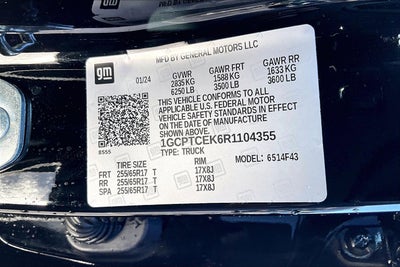 MFD BY GENERAL MOTORS LLC
gm
01/24
GVWR
2835 KG
6250 LB
GAWR FRT
1588 KG
3500 LB
GAWR RR
1633 KG
3600 LB
THIS VEHICLE CONFORMS TO ALL
APPLICABLE U.S. FEDERAL MOTOR
VEHICLE SAFETY STANDARDS IN EFFECT
ON THE DATE OF MANUFACTURE
SHOWN ABOVE.
1GCPTCEK6R1104355
TYPE: TRUCK
8555
MODEL: 6514F43
TIRE SIZE RIM
FRT 255/65R17 T 17X8J
RR 255/65R17 T 17X8J
SPA 255/65R17 T 17X8J